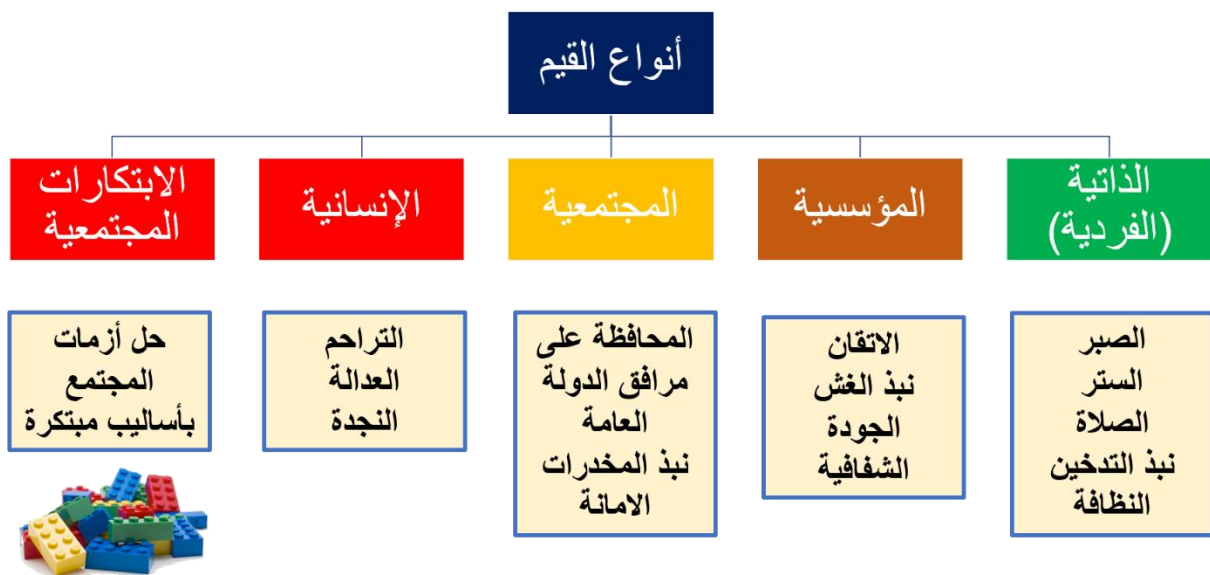 أنواع القيم
الذاتية
(الفردية)
المؤسسية
المجتمعية
الإنسانية
الابتكارات
المجتمعية
الصبر
الستر
الصلاة
نبذ التدخين
النظافة
الاتقان
نبذ الغش
الجودة
الشفافية
المحافظة على
مرافق الدولة
العامة
نبذ المخدرات
الامانة
التراحم
العدالة
النجدة
حل أزمات
المجتمع
بأساليب مبتكرة